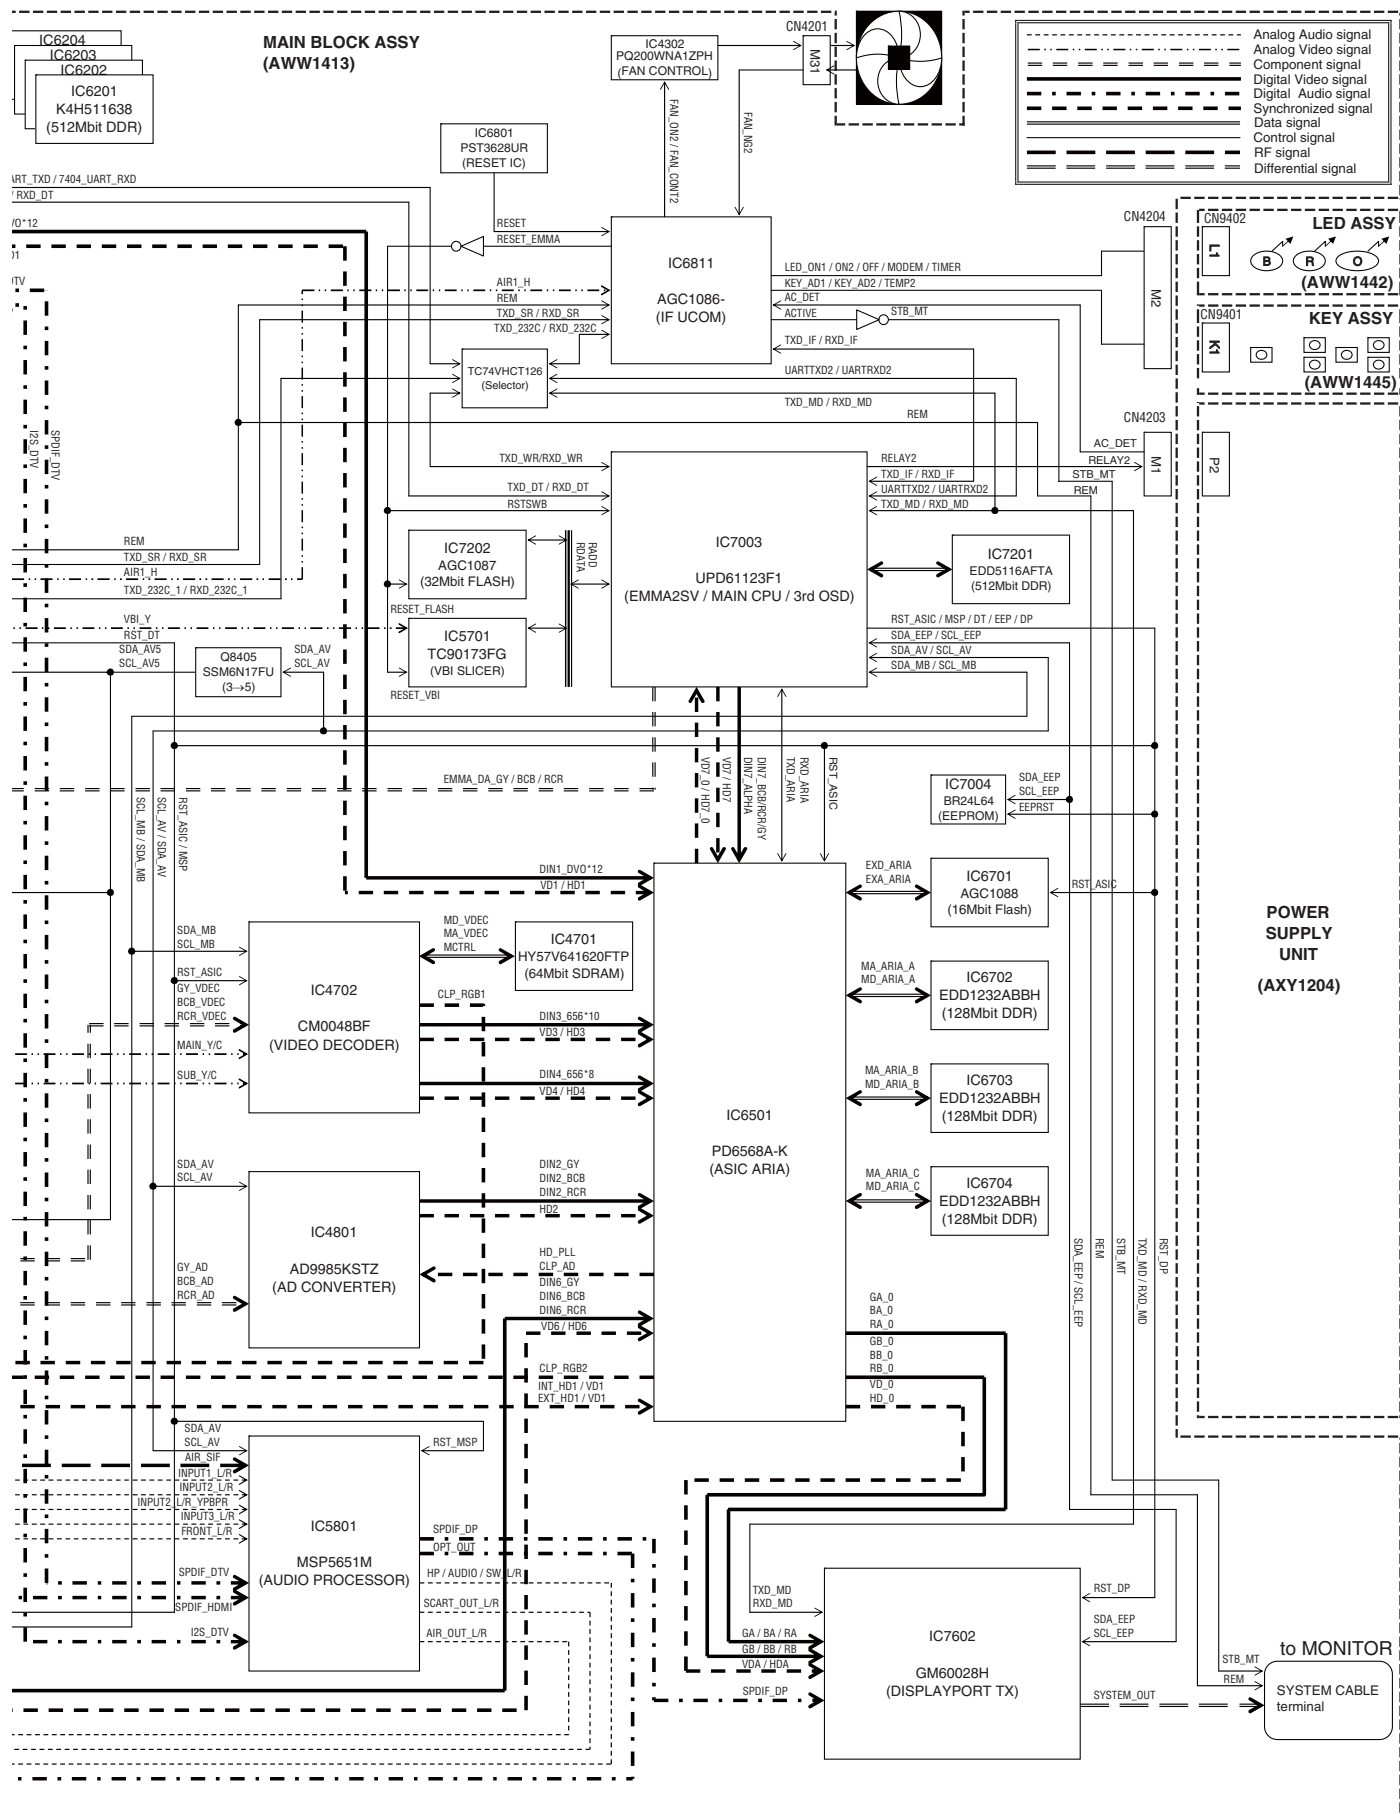 IC6204
IC6203
IC6202
IC6201
K4H511638
(512Mbit DDR)
MAIN BLOCK ASSY
(AWW1413)
IC4302
PQ200WNA1ZPH
(FAN CONTROL)
CN4201
M31
Analog Audio signal
Analog Video signal
Component signal
Digital Video signal
Digital Audio signal
Synchronized signal
Data signal
Control signal
RF signal
Differential signal
FAN_ON2 / FAN_CONT2
FAN_NG2
IC6801
PST3628UR
(RESET IC)
ART_TXD / 7404_UART_RXD
/ RXD_DT
VO*12
01
TV
RESET
RESET_EMMA
IC6811
AGC1086-
(IF UCOM)
AIR1_H
REM
TXD_SR / RXD_SR
TXD_232C / RXD_232C
LED_ON1 / ON2 / OFF / MODEM / TIMER
KEY_AD1 / KEY_AD2 / TEMP2
AC_DET
ACTIVE
STB_MT
TXD_IF / RXD_IF
CN4204
M2
CN9402
L1
LED ASSY
B
R
O
(AWW1442)
CN9401
K1
KEY ASSY
(AWW1445)
TC74VHCT126
(Selector)
UARTTXD2 / UARTRXD2
TXD_MD / RXD_MD
REM
I2S_DTV
SPDIF_DTV
CN4203
M1
P2
AC_DET
RELAY2
STB_MT
REM
TXD_WR/RXD_WR
TXD_DT / RXD_DT
RSTSWB
RELAY2
TXD_IF / RXD_IF
UARTTXD2 / UARTRXD2
TXD_MD / RXD_MD
IC7003
UPD61123F1
(EMMA2SV / MAIN CPU / 3rd OSD)
REM
TXD_SR / RXD_SR
AIR1_H
TXD_232C_1 / RXD_232C_1
IC7202
AGC1087
(32Mbit FLASH)
RADD
RDATA
IC7201
EDD5116AFTA
(512Mbit DDR)
RESET_FLASH
VBI_Y
RST_DT
SDA_AV5
SCL_AV5
Q8405
SSM6N17FU
(3→5)
SDA_AV
SCL_AV
IC5701
TC90173FG
(VBI SLICER)
RESET_VBI
RST_ASIC / MSP / DT / EEP / DP
SDA_EEP / SCL_EEP
SDA_AV / SCL_AV
SDA_MB / SCL_MB
EMMA_DA_GY / BCB / RCR
VD7_0 / HD7_0
VD7 / HD7
DIN7_BCB/RCR/GY
DIN7_ALPHA
RXD_ARIA
TXD_ARIA
RST_ASIC
SCL_MB / SDA_MB
SCL_AV / SDA_AV
RST_ASIC / MSP
IC7004
BR24L64
(EEPROM)
SDA_EEP
SCL_EEP
EEPRST
DIN1_DVO*12
VD1 / HD1
EXD_ARIA
EXA_ARIA
IC6701
AGC1088
(16Mbit Flash)
RST_ASIC
POWER
SUPPLY
UNIT
(AXY1204)
SDA_MB
SCL_MB
RST_ASIC
GY_VDEC
BCB_VDEC
RCR_VDEC
MAIN_Y/C
SUB_Y/C
IC4702
CM0048BF
(VIDEO DECODER)
MD_VDEC
MA_VDEC
MCTRL
IC4701
HY57V641620FTP
(64Mbit SDRAM)
CLP_RGB1
DIN3_656*10
VD3 / HD3
DIN4_656*8
VD4 / HD4
MA_ARIA_A
MD_ARIA_A
IC6702
EDD1232ABBH
(128Mbit DDR)
MA_ARIA_B
MD_ARIA_B
IC6703
EDD1232ABBH
(128Mbit DDR)
IC6501
PD6568A-K
(ASIC ARIA)
MA_ARIA_C
MD_ARIA_C
IC6704
EDD1232ABBH
(128Mbit DDR)
SDA_AV
SCL_AV
IC4801
AD9985KSTZ
(AD CONVERTER)
GY_AD
BCB_AD
RCR_AD
DIN2_GY
DIN2_BCB
DIN2_RCR
HD2
HD_PLL
CLP_AD
DIN6_GY
DIN6_BCB
DIN6_RCR
VD6 / HD6
CLP_RGB2
INT_HD1 / VD1
EXT_HD1 / VD1
GA_0
BA_0
RA_0
GB_0
BB_0
RB_0
VD_0
HD_0
SDA_EEP / SCL_EEP
REM
STB_MT
TXD_MD / RXD_MD
RST_DP
SDA_AV
SCL_AV
AIR_SIF
INPUT1_L/R
INPUT2_L/R
INPUT2_L/R_YPBPR
INPUT3_L/R
FRONT_L/R
SPDIF_DTV
SPDIF_HDMI
I2S_DTV
IC5801
MSP5651M
(AUDIO PROCESSOR)
RST_MSP
SPDIF_DP
OPT_OUT
HP / AUDIO / SW_L/R
SCART_OUT_L/R
AIR_OUT_L/R
TXD_MD
RXD_MD
GA / BA / RA
GB / BB / RB
VDA / HDA
SPDIF_DP
IC7602
GM60028H
(DISPLAYPORT TX)
RST_DP
SDA_EEP
SCL_EEP
SYSTEM_OUT
STB_MT
REM
to MONITOR
SYSTEM CABLE
terminal